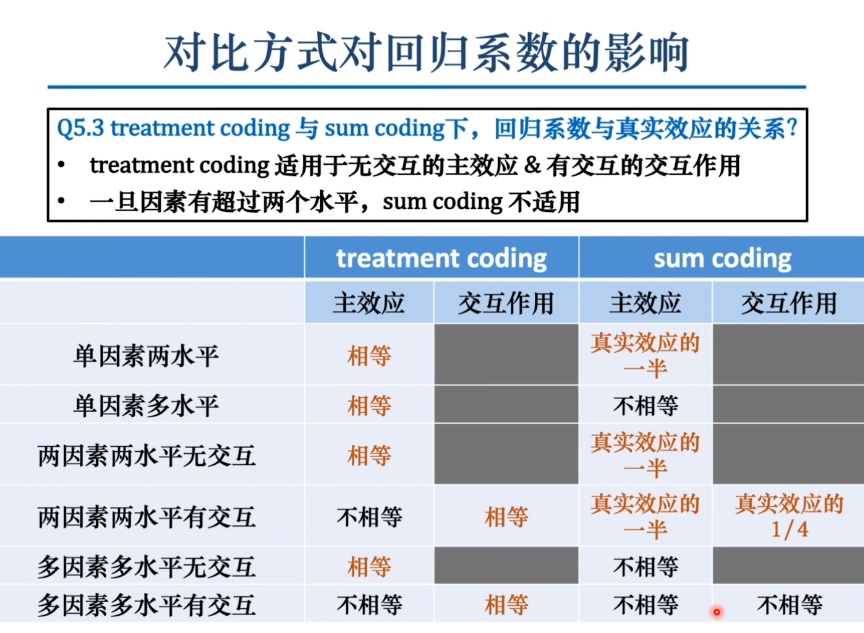 对比方式对回归系数的影响
Q5.3 treatment coding 与 sum coding下，回归系数与真实效应的关系？
• treatment coding 适用于无交互的主效应 & 有交互的交互作用
• 一旦因素有超过两个水平，sum coding 不适用
treatment coding sum coding
主效应 交互作用 主效应 交互作用
单因素两水平 相等 真实效应的
一半
单因素多水平 相等 不相等
两因素两水平无交互 相等 真实效应的
一半
两因素两水平有交互 不相等 相等 真实效应的 真实效应的
一半 1/4
多因素多水平无交互 相等 不相等
多因素多水平有交互 不相等 相等 不相等 不相等